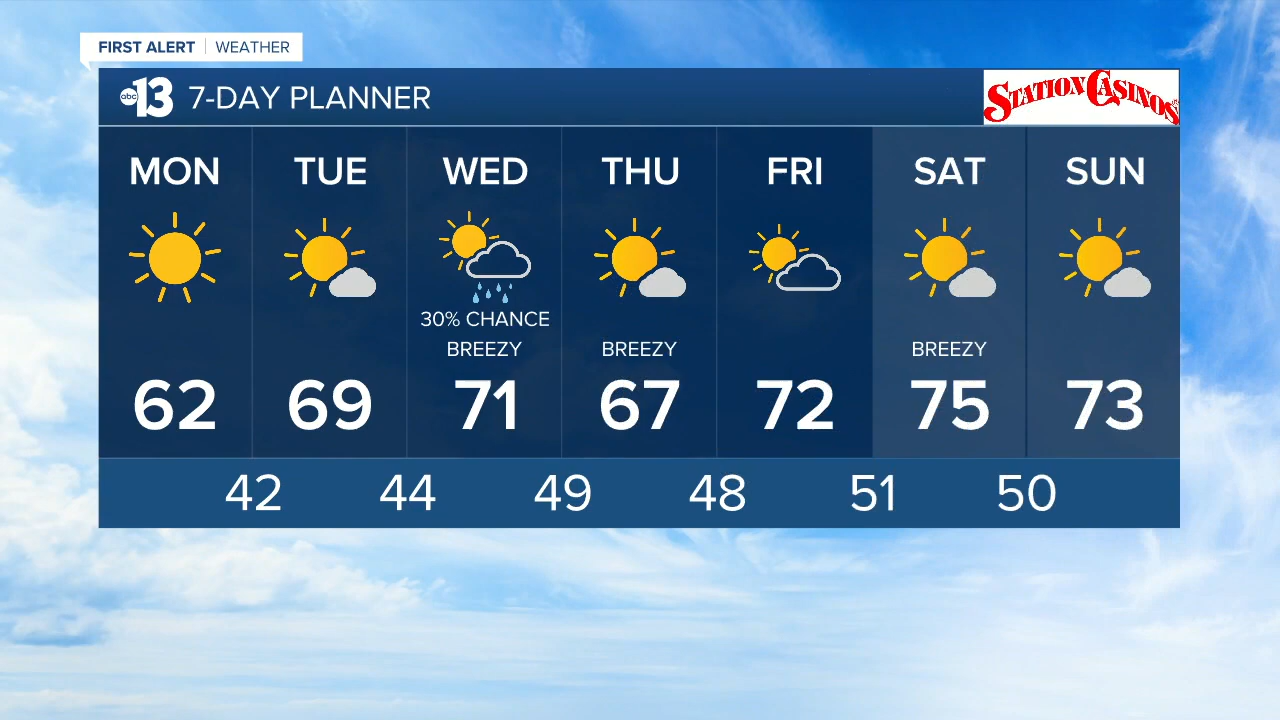 FIRST ALERT | WEATHER
abc 13 7-DAY PLANNER
STATION CASINOS
MON TUE WED THU FRI SAT SUN
30% CHANCE
BREEZY BREEZY BREEZY
62 69 71 67 72 75 73
42 44 49 48 51 50